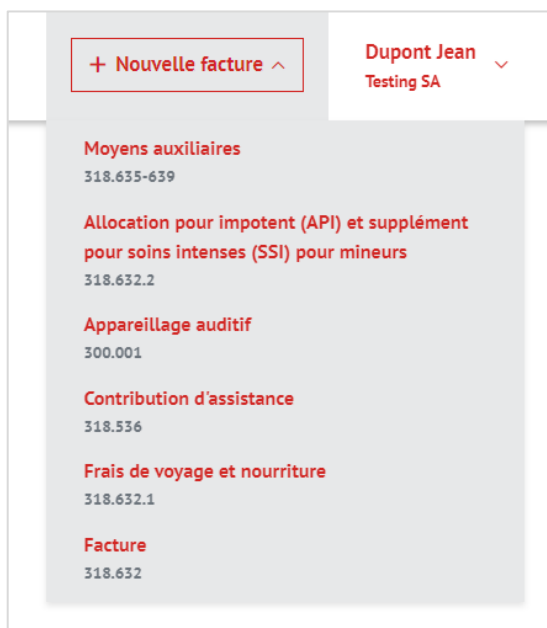 + Nouvelle facture
Dupont Jean
Testing SA
Moyens auxiliaires
318.635-639
Allocation pour impotent (API) et supplément
pour soins intenses (SSI) pour mineurs
318.632.2
Appareillage auditif
300.001
Contribution d'assistance
318.536
Frais de voyage et nourriture
318.632.1
Facture
318.632